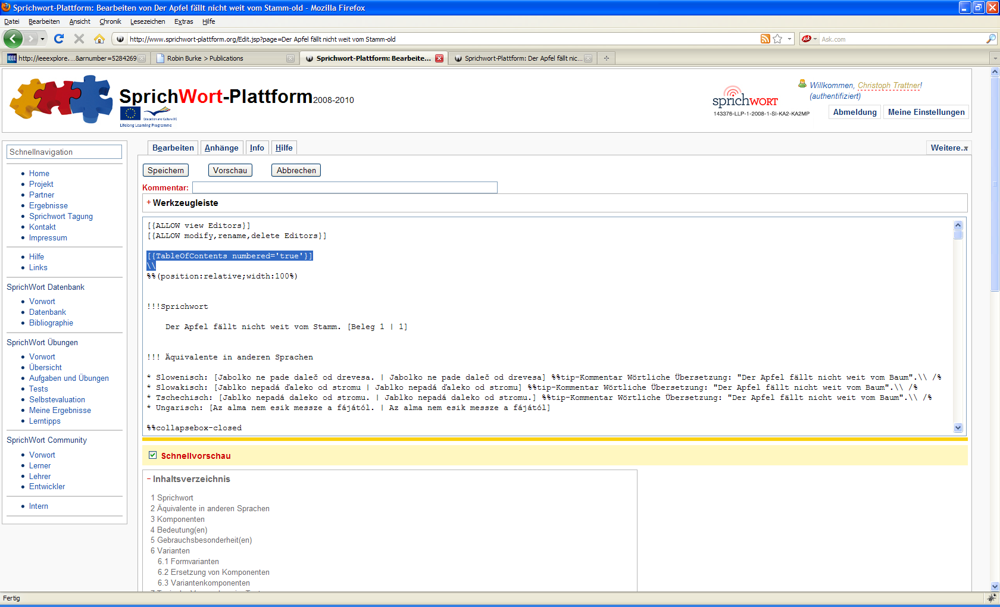 Sprichwort-Plattform: Bearbeiten von Der Apfel fällt nicht weit vom Stamm-old - Mozilla Firefox
Datei Bearbeiten Ansicht Chronik Lesezeichen Extras Hilfe
http://www.sprichwort-plattform.org/Edit.jsp?page=Der Apfel fällt nicht weit vom Stamm-old
Ask Ask.com
IEEE http://ieeexplore....&arnumber=5284269
Robin Burke > Publications
Sprichwort-Plattform: Bearbeite...
Sprichwort-Plattform: Der Apfel fällt nic...
SprichWort-Plattform2008-2010
Education and Culture DG
Lifelong Learning Programme
sprichWORT
143376-LLP-1-2008-1-SI-KA2-KA2MP
Willkommen, Christoph Trattner!
(authentifiziert)
Abmeldung Meine Einstellungen
Schnellnavigation
Home
Projekt
Partner
Ergebnisse
Sprichwort Tagung
Kontakt
Impressum
Hilfe
Links
SprichWort Datenbank
Vorwort
Datenbank
Bibliographie
SprichWort Übungen
Vorwort
Übersicht
Aufgaben und Übungen
Tests
Selbstevaluation
Meine Ergebnisse
Lerntipps
SprichWort Community
Vorwort
Lerner
Lehrer
Entwickler
Intern
Bearbeiten Anhänge Info Hilfe Weitere..
Speichern Vorschau Abbrechen
Kommentar:
+ Werkzeugleiste
[{ALLOW view Editors}]
[{ALLOW modify,rename,delete Editors}]
[{TableOfContents numbered='true'}]
\\
%%(position:relative;width:100%)
!!!Sprichwort
Der Apfel fällt nicht weit vom Stamm. [Beleg 1 | 1]
!!! Äquivalente in anderen Sprachen
* Slowenisch: [Jabolko ne pade daleč od drevesa. | Jabolko ne pade daleč od drevesa] %%tip-Kommentar Wörtliche Übersetzung: "Der Apfel fällt nicht weit vom Baum".\\ /%
* Slowakisch: [Jablko nepadá ďaleko od stromu | Jablko nepadá ďaleko od stromu] %%tip-Kommentar Wörtliche Übersetzung: "Der Apfel fällt nicht weit vom Baum".\\ /%
* Tschechisch: [Jablko nepadá daleko od stromu. | Jablko nepadá daleko od stromu.] %%tip-Kommentar Wörtliche Übersetzung: "Der Apfel fällt nicht weit vom Baum".\\ /%
* Ungarisch: [Az alma nem esik messze a fájától. | Az alma nem esik messze a fájától]
%%collapsebox-closed
Schnellvorschau
− Inhaltsverzeichnis
1 Sprichwort
2 Äquivalente in anderen Sprachen
3 Komponenten
4 Bedeutung(en)
5 Gebrauchsbesonderheit(en)
6 Varianten
6.1 Formvarianten
6.2 Ersetzung von Komponenten
6.3 Variantenkomponenten
Fertig